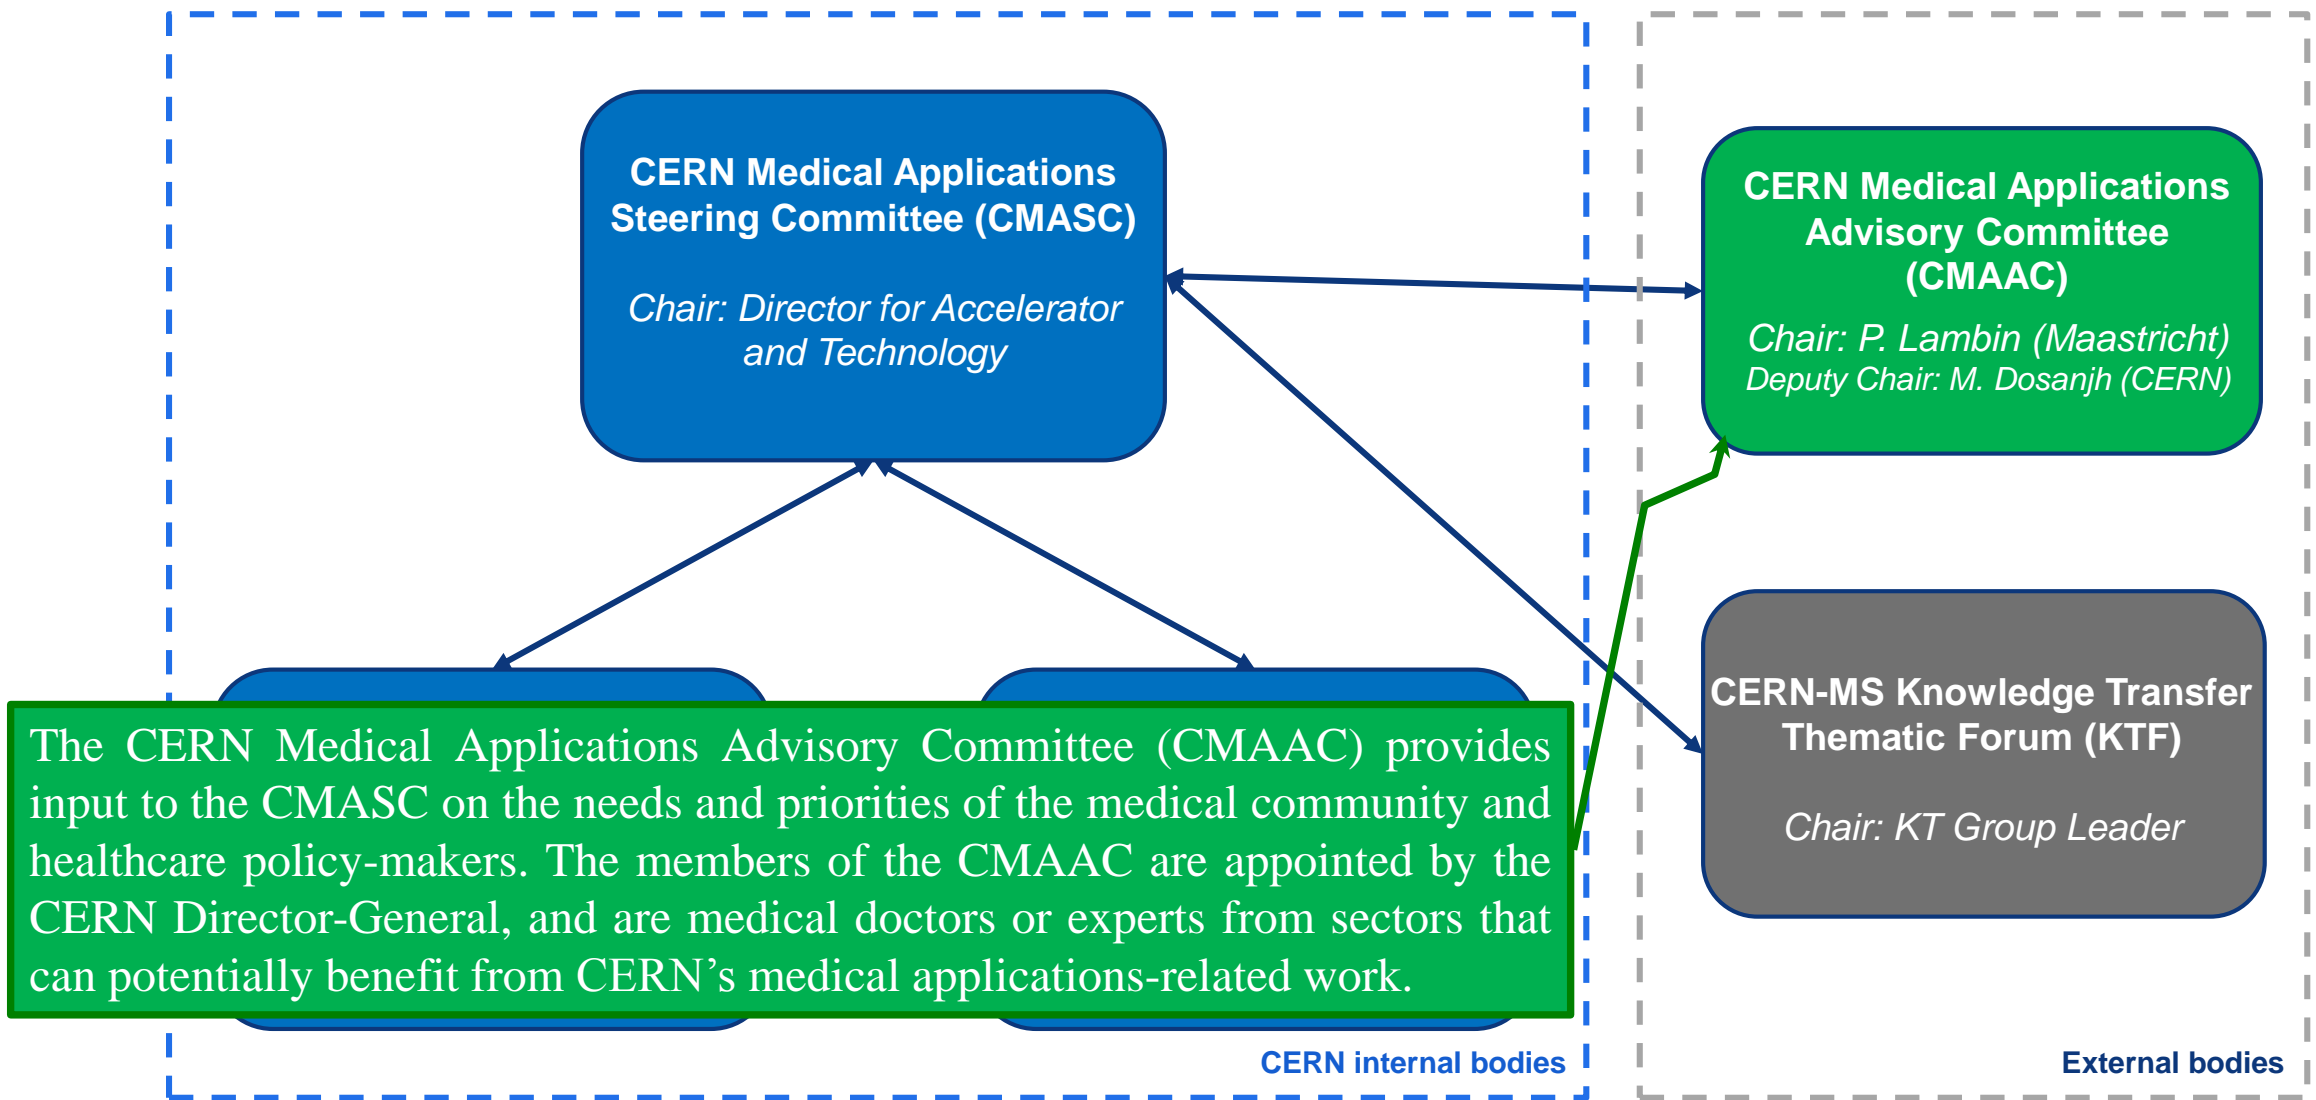 CERN Medical Applications
Steering Committee (CMASC)
Chair: Director for Accelerator
and Technology
CERN Medical Applications
Advisory Committee
(CMAAC)
Chair: P. Lambin (Maastricht)
Deputy Chair: M. Dosanjh (CERN)
CERN-MS Knowledge Transfer
Thematic Forum (KTF)
Chair: KT Group Leader
The CERN Medical Applications Advisory Committee (CMAAC) provides
input to the CMASC on the needs and priorities of the medical community and
healthcare policy-makers. The members of the CMAAC are appointed by the
CERN Director-General, and are medical doctors or experts from sectors that
can potentially benefit from CERN’s medical applications-related work.
CERN internal bodies
External bodies